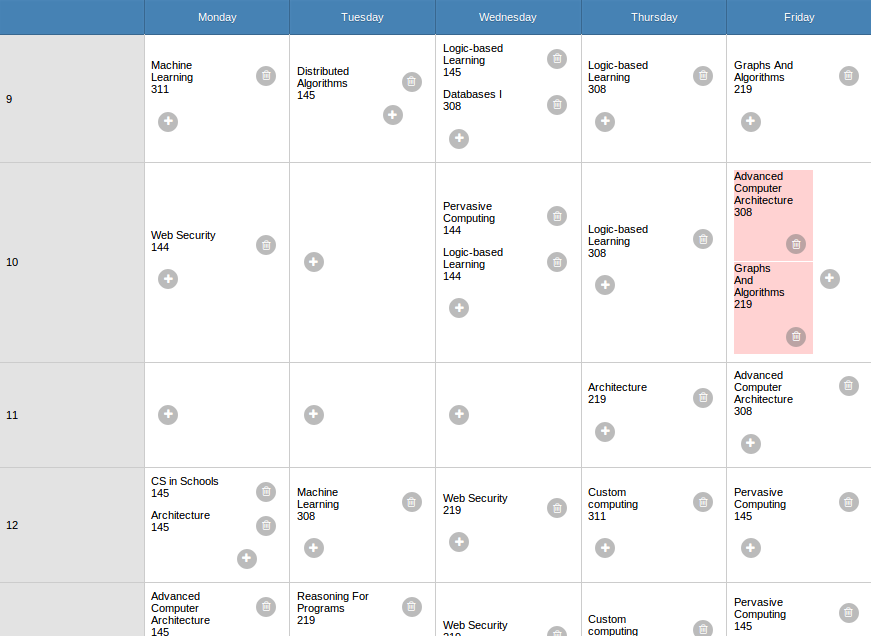 Monday Tuesday Wednesday Thursday Friday
9
Machine
Learning
311
Distributed
Algorithms
145
Logic-based
Learning
145
Databases I
308
Logic-based
Learning
308
Graphs And
Algorithms
219
10
Web Security
144
Pervasive
Computing
144
Logic-based
Learning
144
Logic-based
Learning
308
Advanced
Computer
Architecture
308
Graphs
And
Algorithms
219
11
Architecture
219
Advanced
Computer
Architecture
308
12
CS in Schools
145
Architecture
145
Machine
Learning
308
Web Security
219
Custom
computing
311
Pervasive
Computing
145
Advanced
Computer
Architecture
145
Reasoning For
Programs
219
Web Security
219
Custom
computing
Pervasive
Computing
145